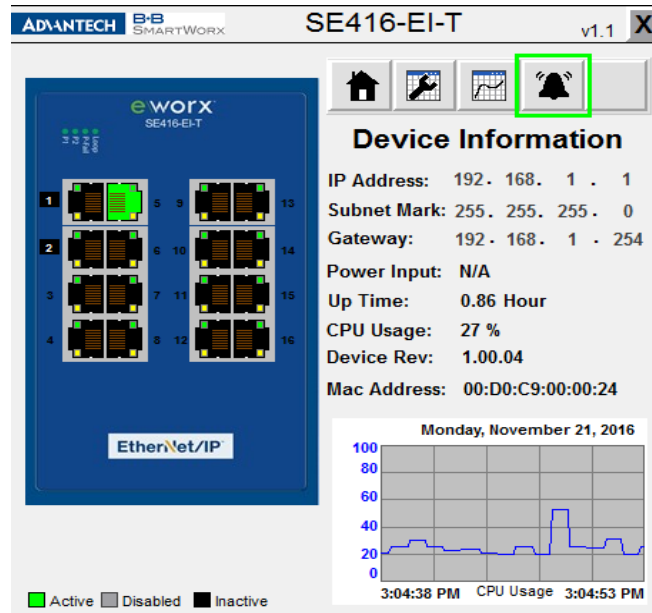 ADVANTECH B+B SMARTWORX SE416-EI-T v1.1 X
eworx
SE416-EI-T
P1 P2 P-Fail Loop
1 5 9 13
2 6 10 14
3 7 11 15
4 8 12 16
EtherNet/IP
Active Disabled Inactive
Device Information
IP Address: 192. 168. 1 . 1
Subnet Mark: 255. 255. 255. 0
Gateway: 192. 168. 1 . 254
Power Input: N/A
Up Time: 0.86 Hour
CPU Usage: 27 %
Device Rev: 1.00.04
Mac Address: 00:D0:C9:00:00:24
Monday, November 21, 2016
100
80
60
40
20
0
3:04:38 PM CPU Usage 3:04:53 PM